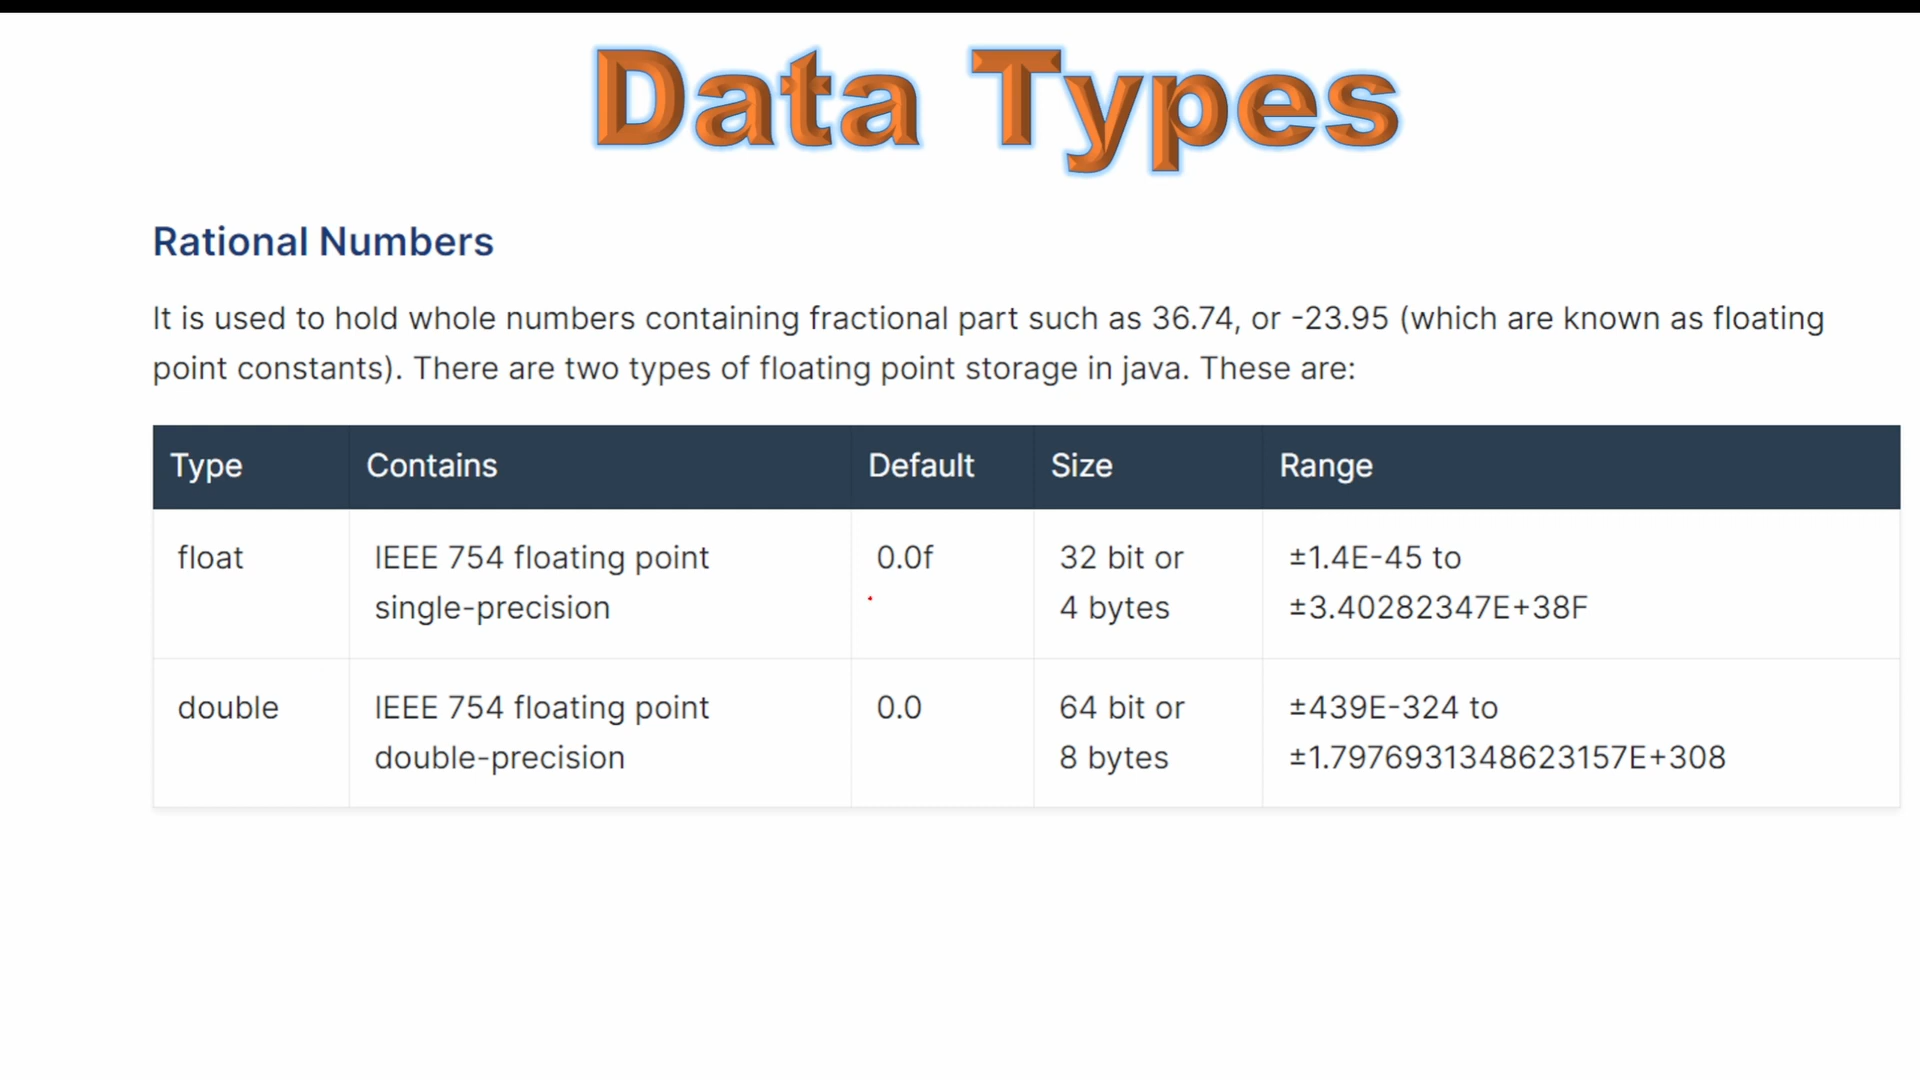 Data Types
Rational Numbers
It is used to hold whole numbers containing fractional part such as 36.74, or -23.95 (which are known as floating
point constants). There are two types of floating point storage in java. These are:
Type Contains Default Size Range
float IEEE 754 floating point 0.0f 32 bit or ±1.4E-45 to
single-precision 4 bytes ±3.40282347E+38F
double IEEE 754 floating point 0.0 64 bit or ±439E-324 to
double-precision 8 bytes ±1.7976931348623157E+308